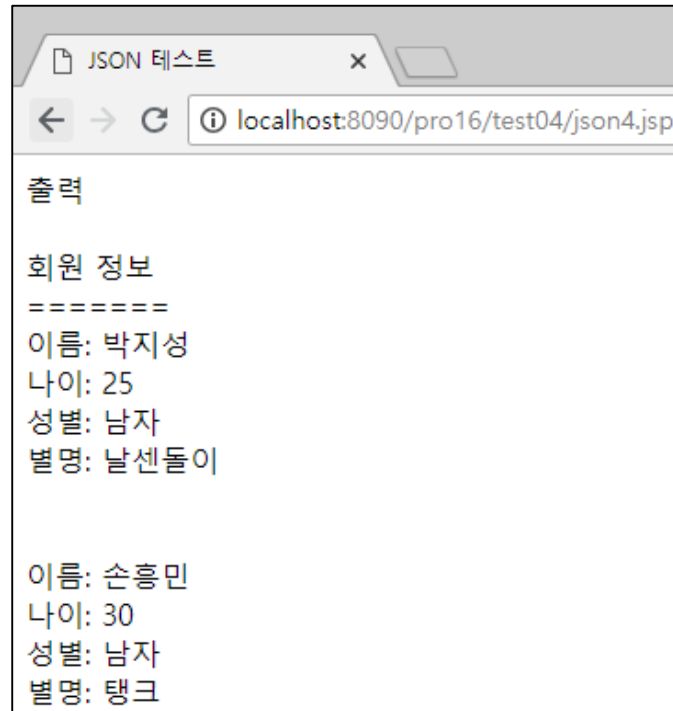 JSON 테스트
localhost:8090/pro16/test04/json4.jsp
출력
회원 정보
=======
이름: 박지성
나이: 25
성별: 남자
별명: 날센돌이
이름: 손흥민
나이: 30
성별: 남자
별명: 탱크